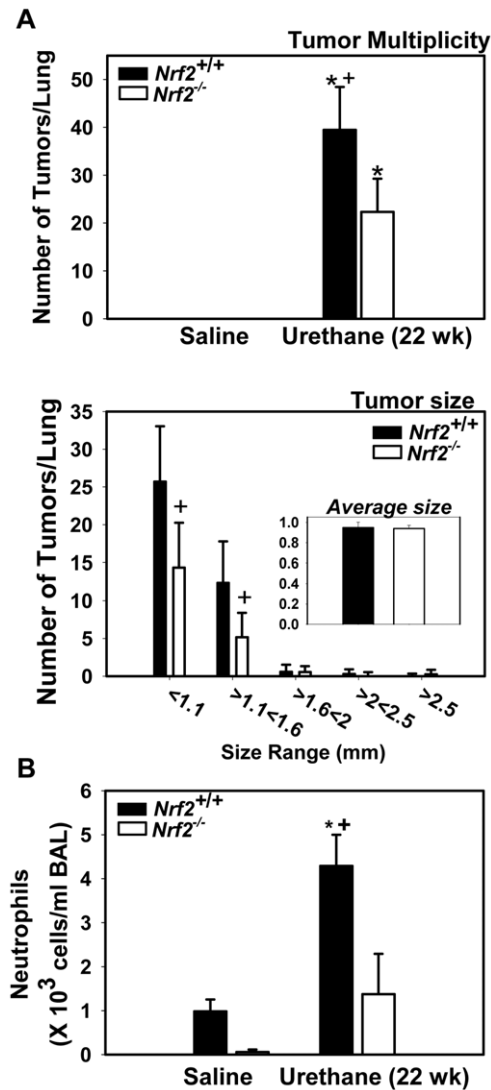 A
Tumor Multiplicity
Nrf2+/+
Nrf2-/-
50
40
30
20
10
0
Number of Tumors/Lung
*+
*
Saline Urethane (22 wk)
Tumor size
Nrf2+/+
Nrf2-/-
35
30
25
20
15
10
5
0
Number of Tumors/Lung
+
+
Average size
1.0
0.8
0.6
0.4
0.2
0.0
<1.1 >1.1<1.6 >1.6<2 >2<2.5 >2.5
Size Range (mm)
B
Nrf2+/+
Nrf2-/-
6
5
4
3
2
1
0
Neutrophils
(X 10³ cells/ml BAL)
*+
Saline Urethane (22 wk)